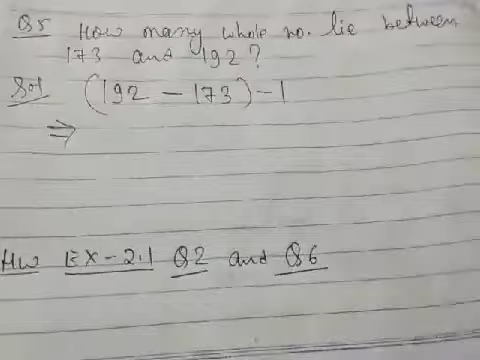 Q5 How many whole no. lie between
173 and 192?
Sol (192 - 173) - 1
⇒
HW EX-2.1 Q2 and Q6